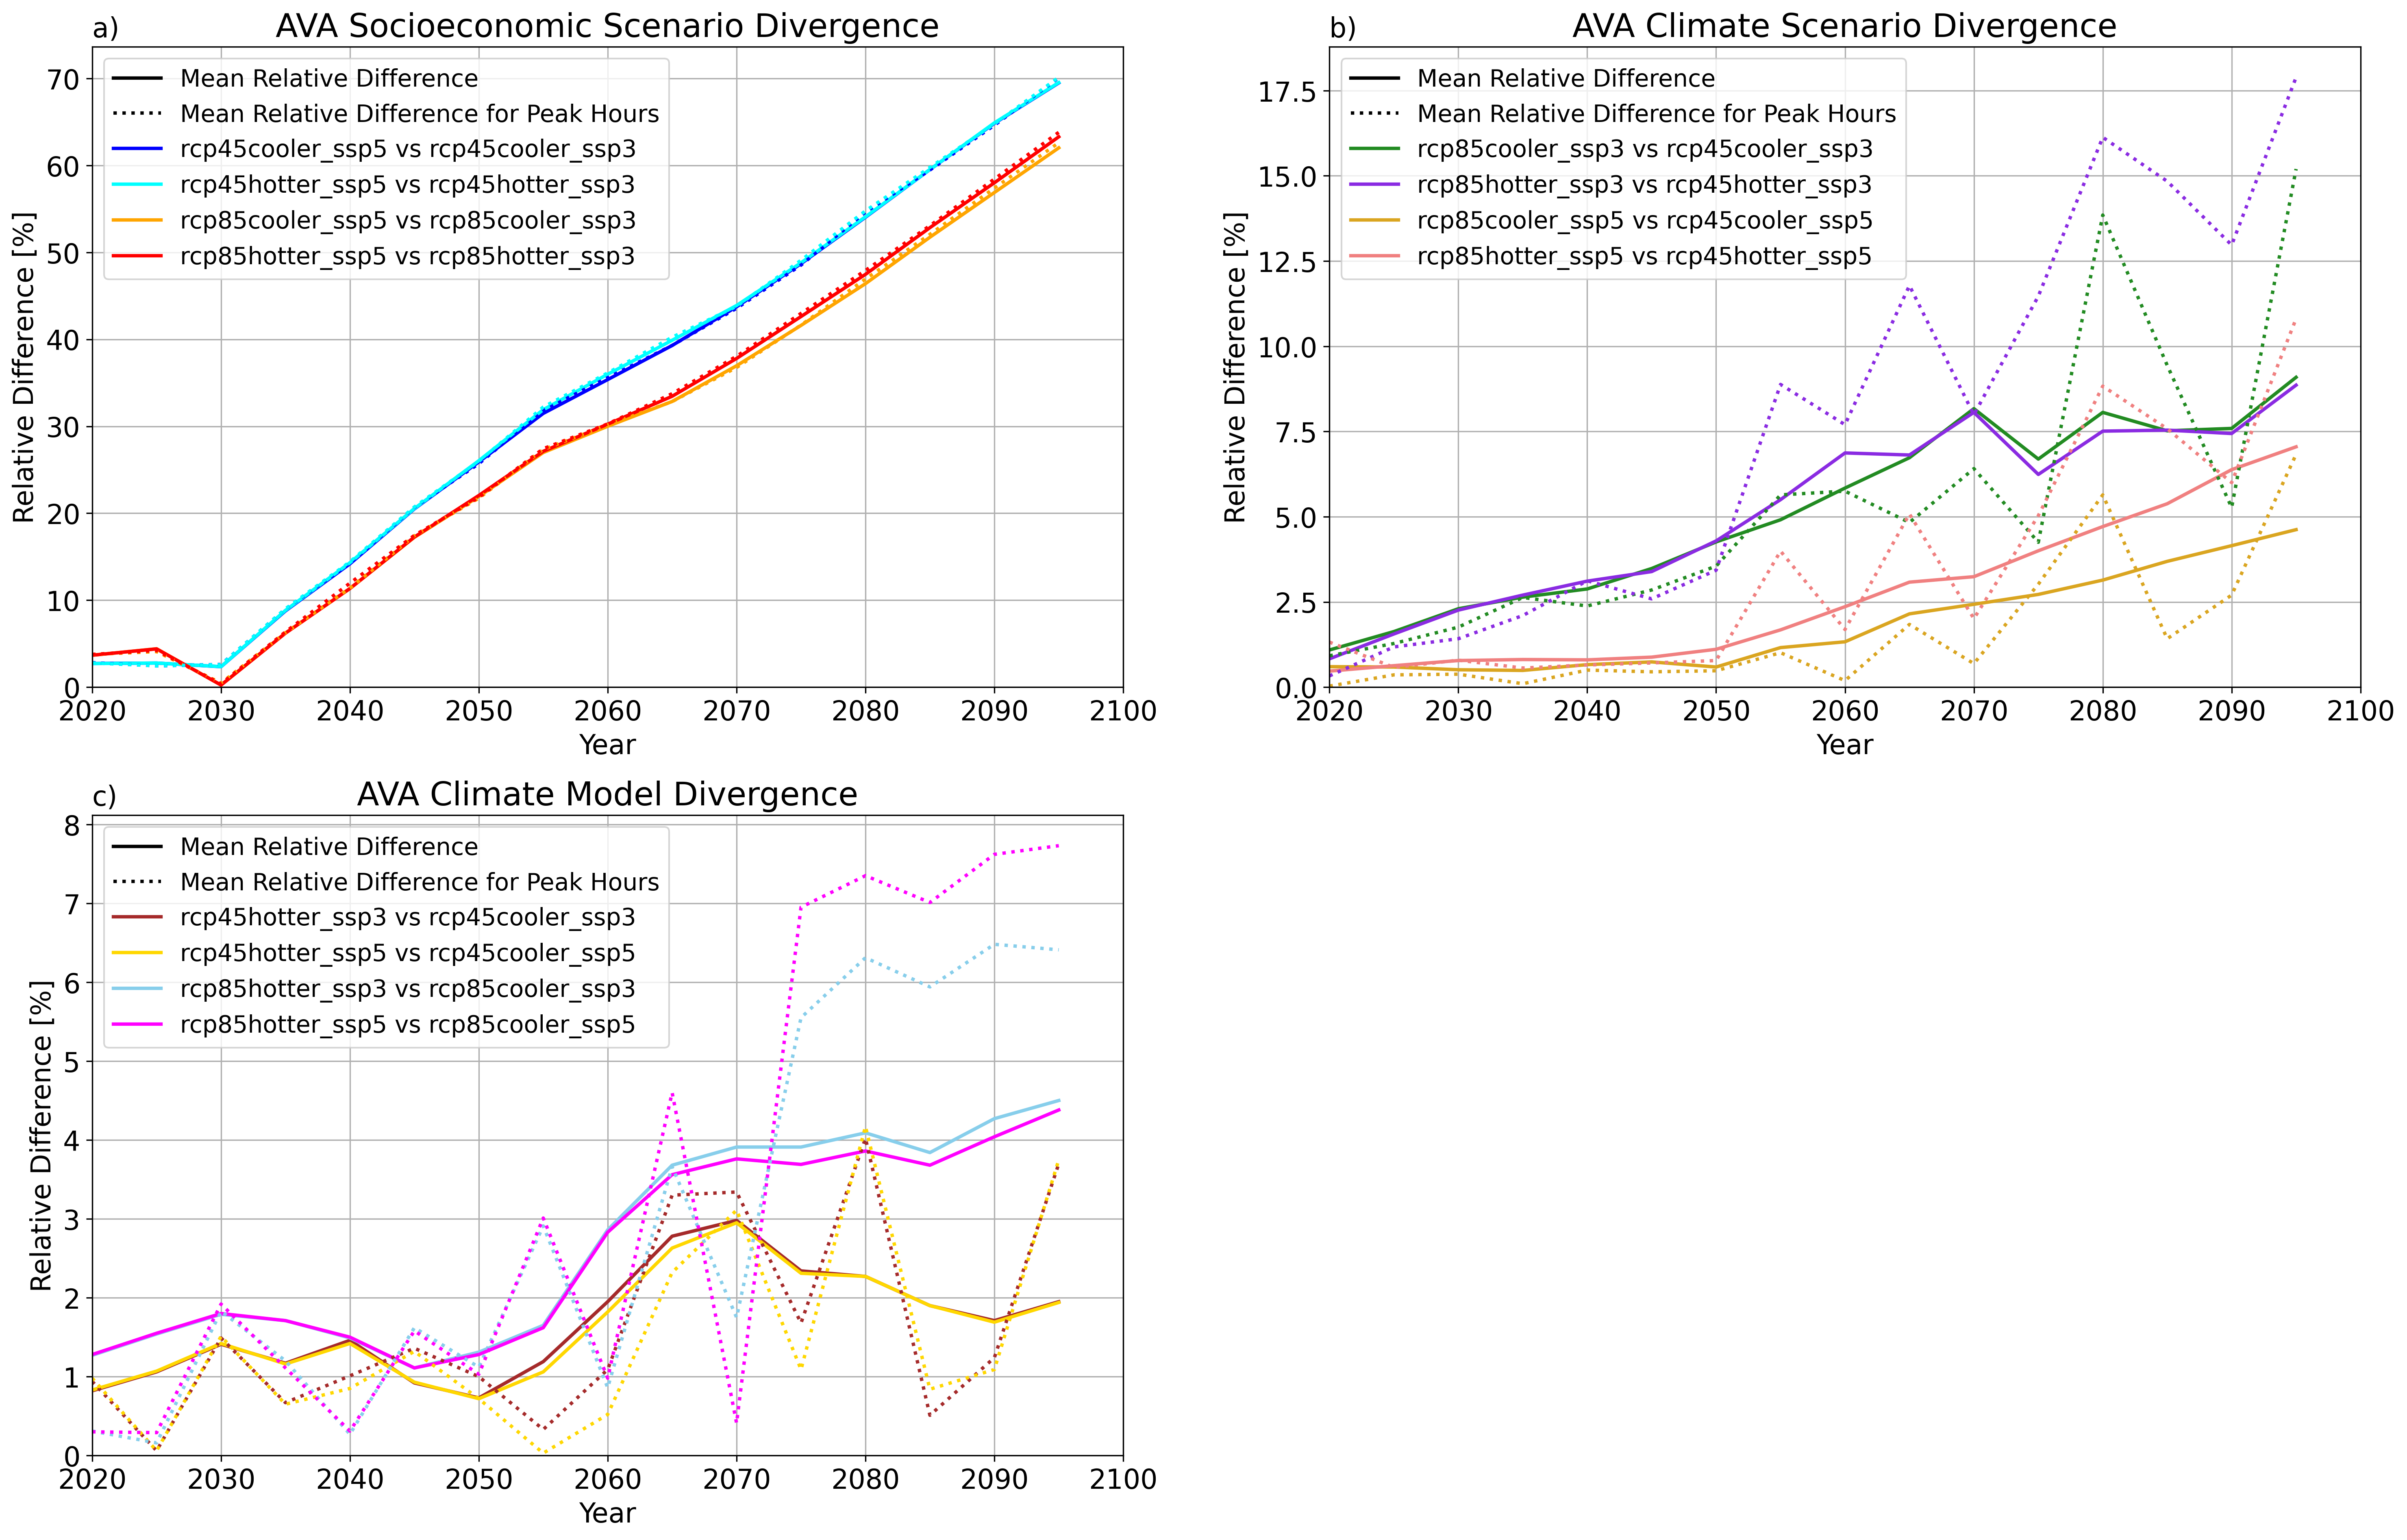 a)
AVA Socioeconomic Scenario Divergence
Relative Difference [%]
70
60
50
40
30
20
10
0
Mean Relative Difference
Mean Relative Difference for Peak Hours
rcp45cooler_ssp5 vs rcp45cooler_ssp3
rcp45hotter_ssp5 vs rcp45hotter_ssp3
rcp85cooler_ssp5 vs rcp85cooler_ssp3
rcp85hotter_ssp5 vs rcp85hotter_ssp3
2020 2030 2040 2050 2060 2070 2080 2090 2100
Year
b)
AVA Climate Scenario Divergence
Relative Difference [%]
17.5
15.0
12.5
10.0
7.5
5.0
2.5
0.0
Mean Relative Difference
Mean Relative Difference for Peak Hours
rcp85cooler_ssp3 vs rcp45cooler_ssp3
rcp85hotter_ssp3 vs rcp45hotter_ssp3
rcp85cooler_ssp5 vs rcp45cooler_ssp5
rcp85hotter_ssp5 vs rcp45hotter_ssp5
2020 2030 2040 2050 2060 2070 2080 2090 2100
Year
c)
AVA Climate Model Divergence
Relative Difference [%]
8
7
6
5
4
3
2
1
0
Mean Relative Difference
Mean Relative Difference for Peak Hours
rcp45hotter_ssp3 vs rcp45cooler_ssp3
rcp45hotter_ssp5 vs rcp45cooler_ssp5
rcp85hotter_ssp3 vs rcp85cooler_ssp3
rcp85hotter_ssp5 vs rcp85cooler_ssp5
2020 2030 2040 2050 2060 2070 2080 2090 2100
Year